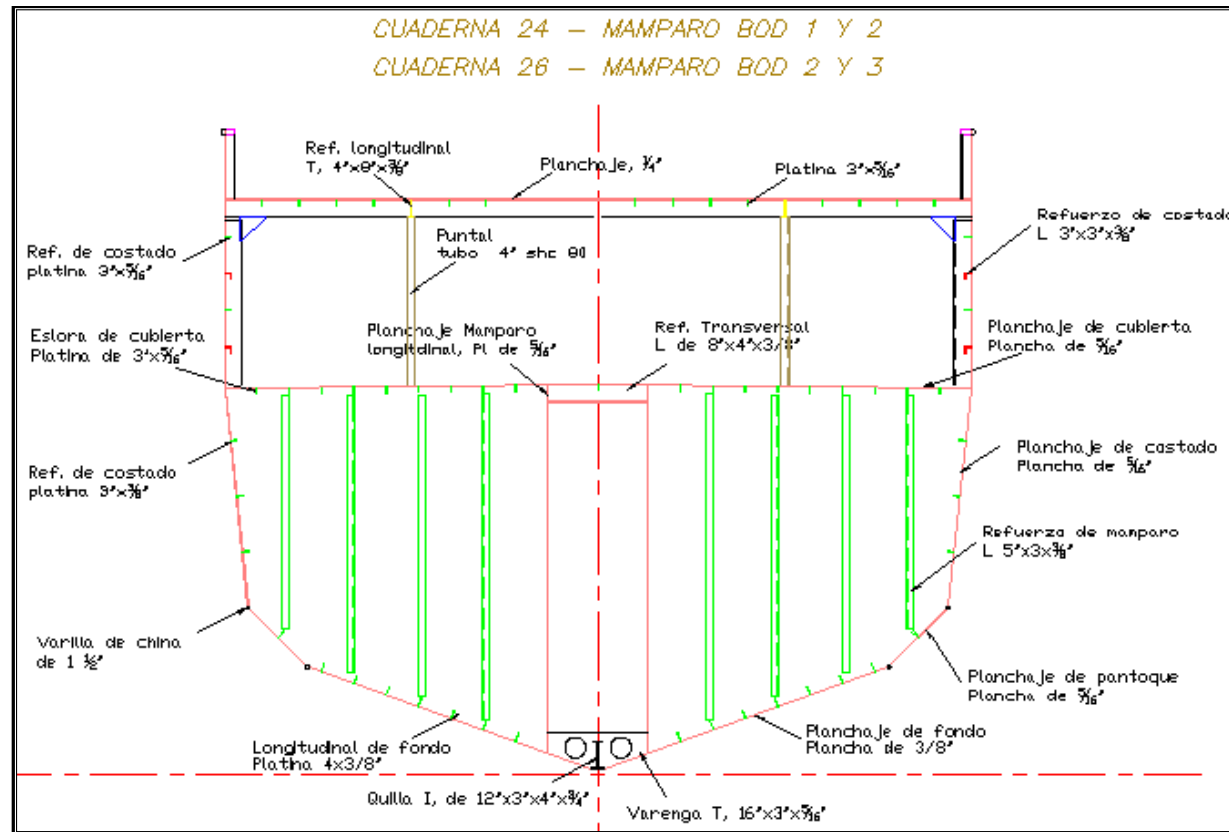 CUADERNA 24 – MAMPARO BOD 1 Y 2
CUADERNA 26 – MAMPARO BOD 2 Y 3
Ref. longitudinal
T, 4"x8"x3/8"
Planchaje, 1/4"
Platina 3"x5/16"
Refuerzo de costado
L 3"x3"x3/8"
Ref. de costado
platina 3"x5/16"
Puntal
tubo 4" shc 80
Eslora de cubierta
Platina de 3"x5/16"
Planchaje Mamparo
longitdinal, Pl de 5/16"
Ref. Transversal
L de 8"x4"x3/8"
Planchaje de cubierta
Plancha de 5/16"
Ref. de costado
platina 3"x3/8"
Planchaje de castado
Plancha de 5/16"
Refuerza de mamparo
L 5"x3x3/8"
Varilla de china
de 1 1/2"
Planchaje de pantoque
Plancha de 5/16"
Longitudinal de fondo
Platina 4x3/8"
Planchaje de fondo
Plancha de 3/8"
Quilla I, de 12"x3"x4"x3/4"
Varenga T, 16"x3"x5/16"